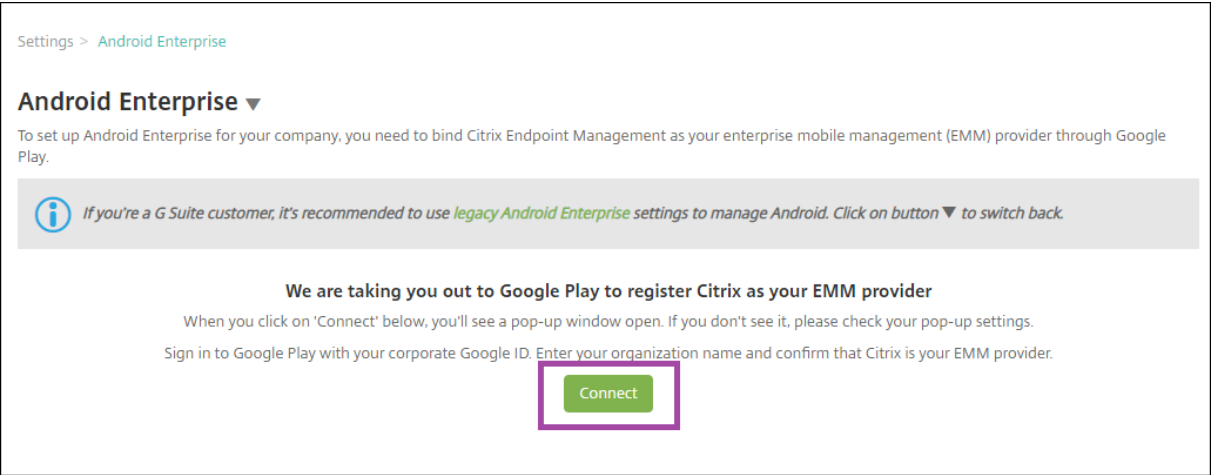 Settings > Android Enterprise
Android Enterprise ▼
To set up Android Enterprise for your company, you need to bind Citrix Endpoint Management as your enterprise mobile management (EMM) provider through Google
Play.
If you're a G Suite customer, it's recommended to use legacy Android Enterprise settings to manage Android. Click on button ▼ to switch back.
We are taking you out to Google Play to register Citrix as your EMM provider
When you click on 'Connect' below, you'll see a pop-up window open. If you don't see it, please check your pop-up settings.
Sign in to Google Play with your corporate Google ID. Enter your organization name and confirm that Citrix is your EMM provider.
Connect